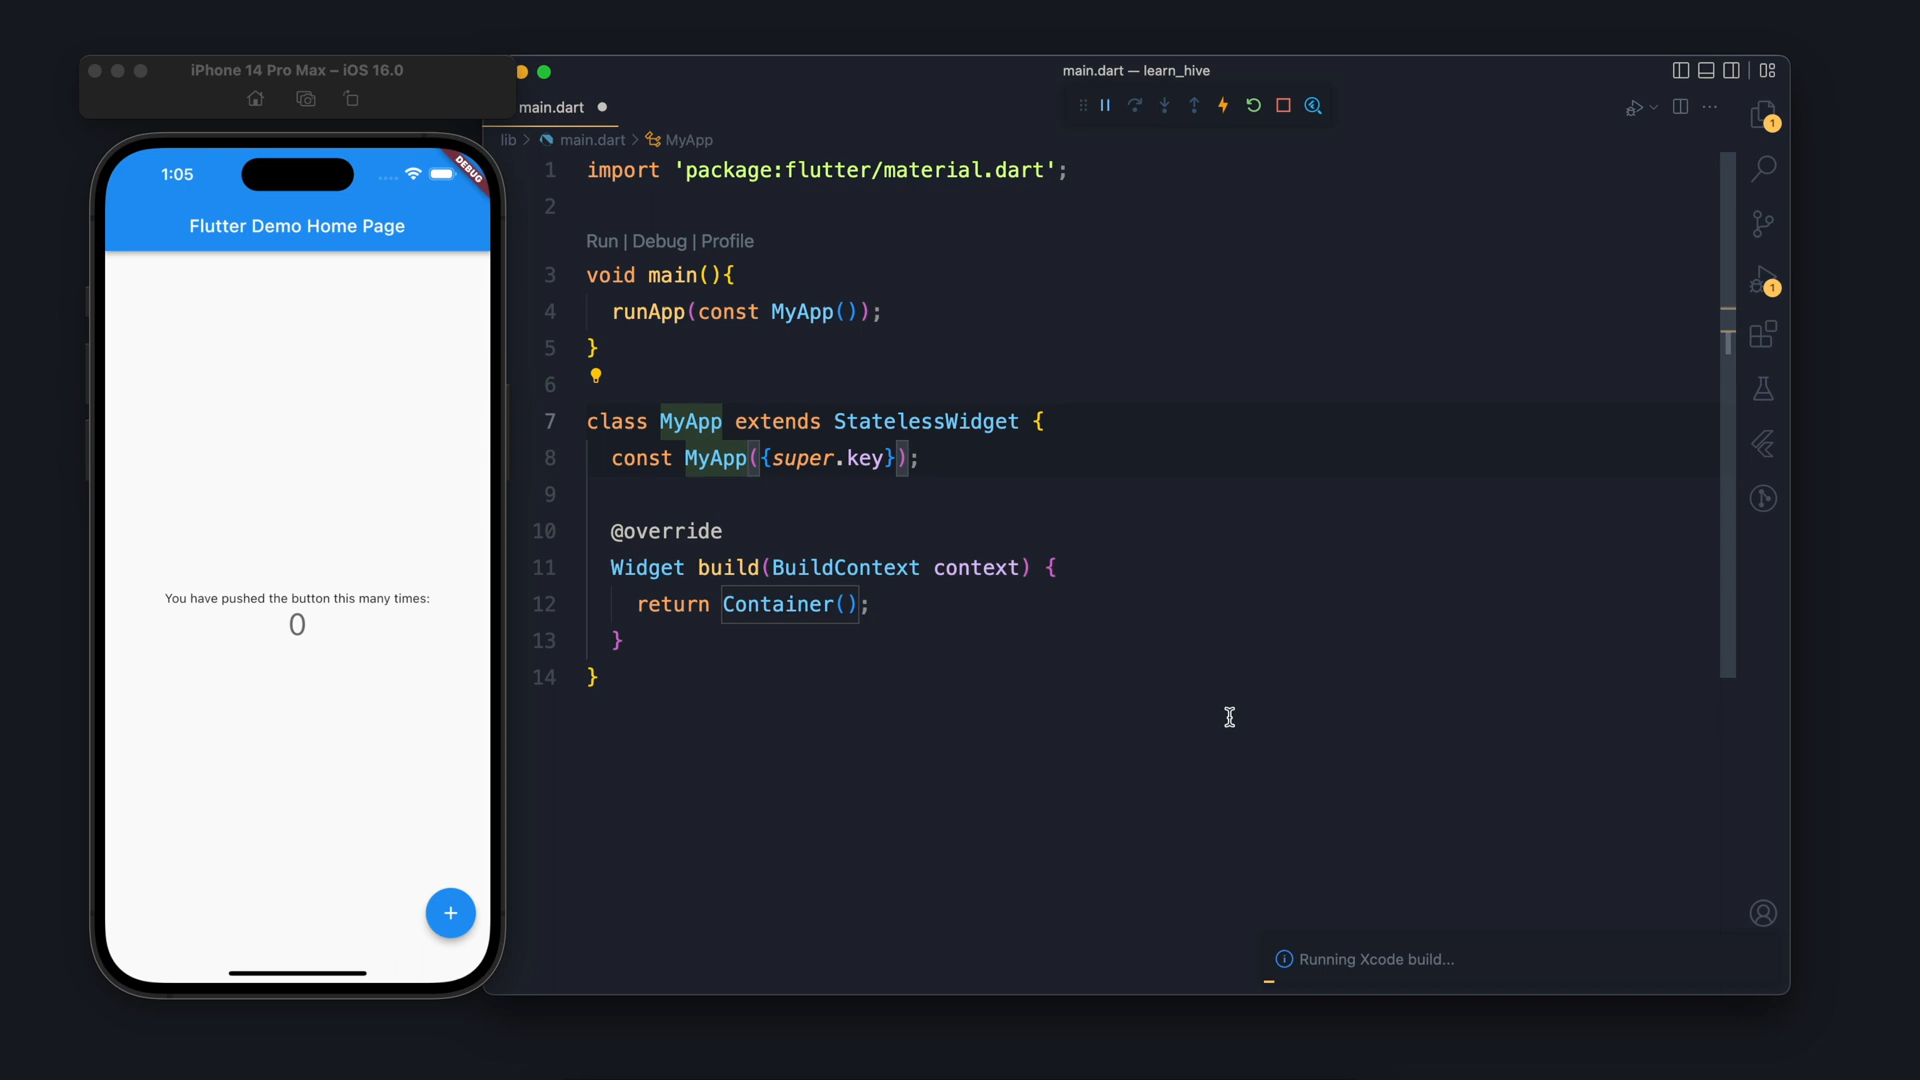 iPhone 14 Pro Max – iOS 16.0
1:05
DEBUG
Flutter Demo Home Page
You have pushed the button this many times:
0
+
main.dart — learn_hive
main.dart
lib > main.dart > MyApp
1 import 'package:flutter/material.dart';
2
Run | Debug | Profile
3 void main(){
4 runApp(const MyApp());
5 }
6
7 class MyApp extends StatelessWidget {
8 const MyApp({super.key});
9
10 @override
11 Widget build(BuildContext context) {
12 return Container();
13 }
14 }
1
1
Running Xcode build...